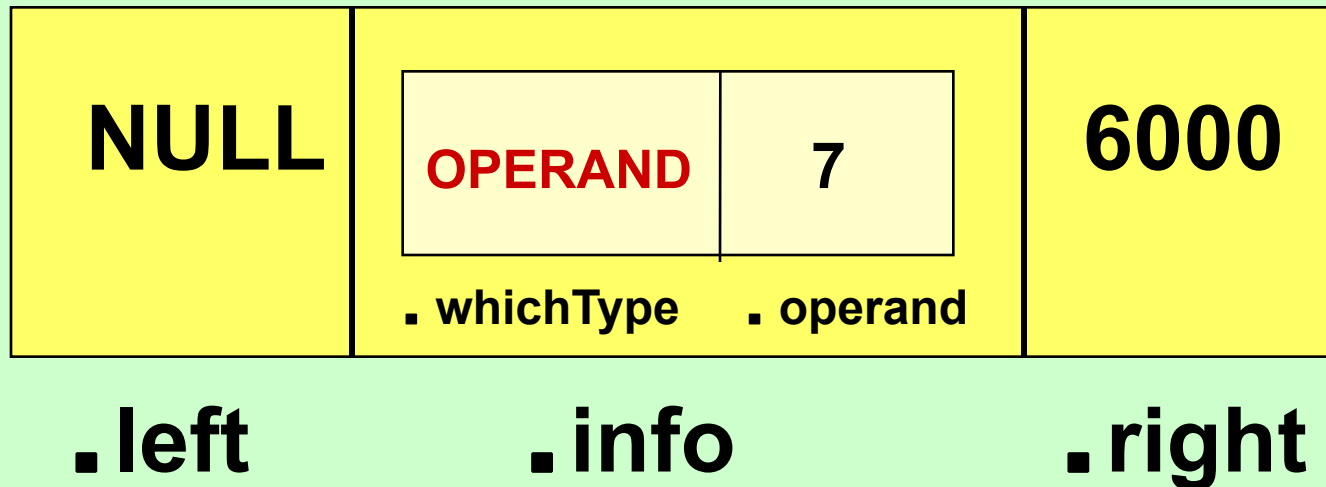 NULL
OPERAND 7
6000
. whichType . operand
.left .info .right